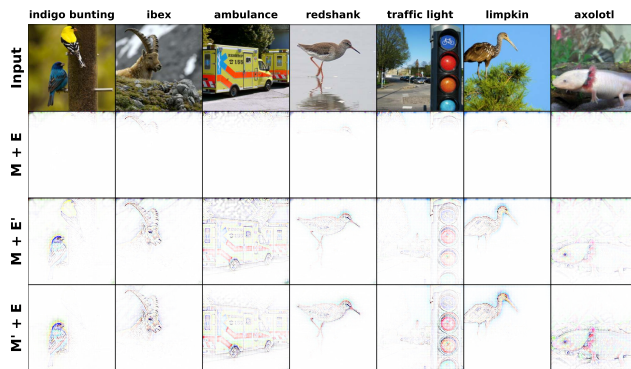 indigo bunting ibex ambulance redshank traffic light limpkin axolotl
Input
M + E
M + E'
M' + E